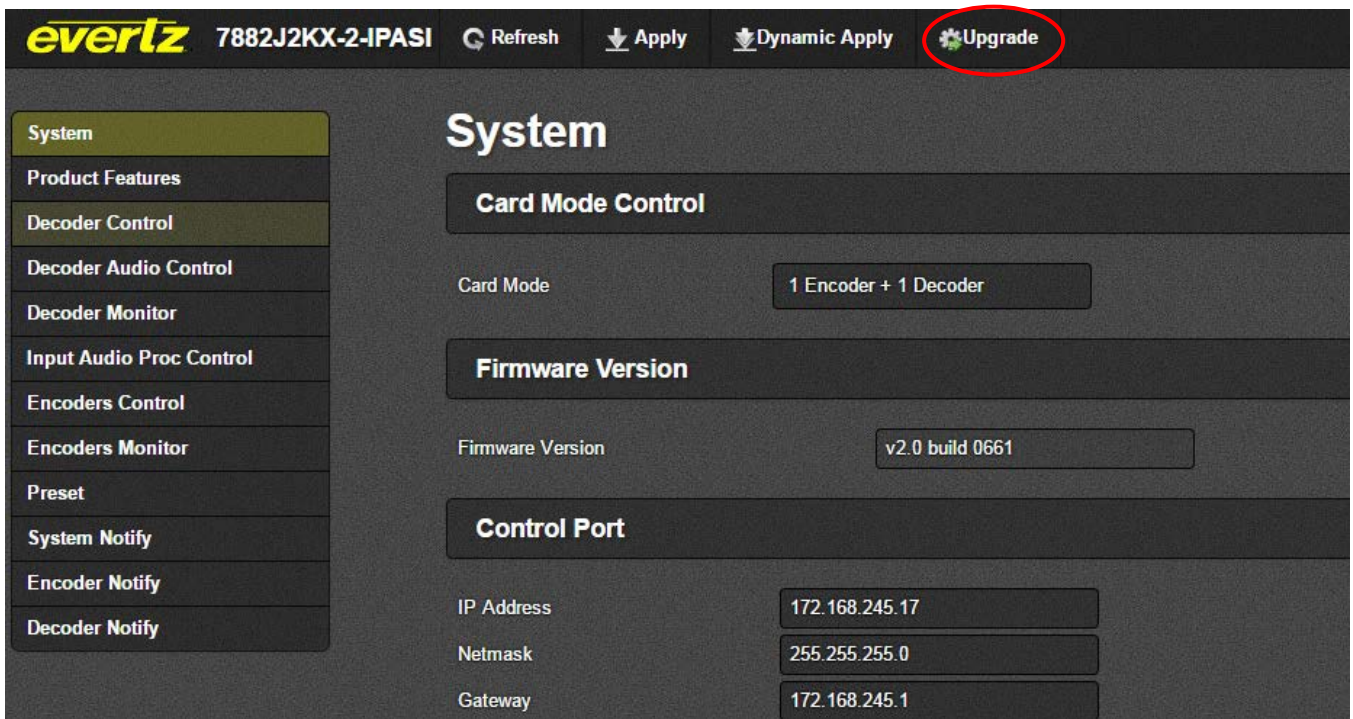 evertz 7882J2KX-2-IPASI Refresh Apply Dynamic Apply Upgrade
System
Product Features
Decoder Control
Decoder Audio Control
Decoder Monitor
Input Audio Proc Control
Encoders Control
Encoders Monitor
Preset
System Notify
Encoder Notify
Decoder Notify
System
Card Mode Control
Card Mode 1 Encoder + 1 Decoder
Firmware Version
Firmware Version v2.0 build 0661
Control Port
IP Address 172.168.245.17
Netmask 255.255.255.0
Gateway 172.168.245.1